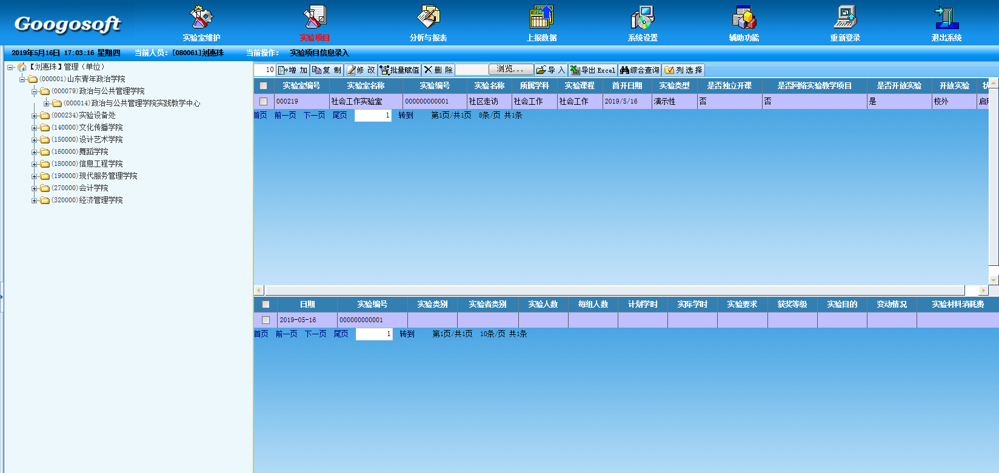 Googosoft
实验室维护 实验项目 分析与报表 上报数据 系统设置 辅助功能 重新登录 退出系统
2019年5月16日 17:03:16 星期四 当前人员：[080061]刘惠珠 当前操作： 实验项目信息录入
【刘惠珠】管理（单位）
(000001)山东青年政治学院
(000079)政治与公共管理学院
(000014)政治与公共管理学院实践教学中心
(000234)实验设备处
(140000)文化传播学院
(150000)设计艺术学院
(160000)舞蹈学院
(180000)信息工程学院
(190000)现代服务管理学院
(270000)会计学院
(320000)经济管理学院
10 增 加 复 制 修 改 批量赋值 删 除 浏览... 导 入 导出Excel 综合查询 列 选 择
实验室编号 实验室名称 实验编号 实验名称 所属学科 实验课程 首开日期 实验类型 是否独立开课 是否网络实验教学项目 是否开放实验 开放实验 状
000219 社会工作实验室 000000000001 社区走访 社会工作 社会工作 2019/5/16 演示性 否 否 是 校外 启用
首页 前一页 下一页 尾页 1 转到 第1页/共1页 8条/页 共1条
日期 实验编号 实验类别 实验者类别 实验人数 每组人数 计划学时 实际学时 实验要求 获奖等级 实验目的 变动情况 实验材料消耗费
2019-05-16 000000000001
首页 前一页 下一页 尾页 1 转到 第1页/共1页 10条/页 共1条